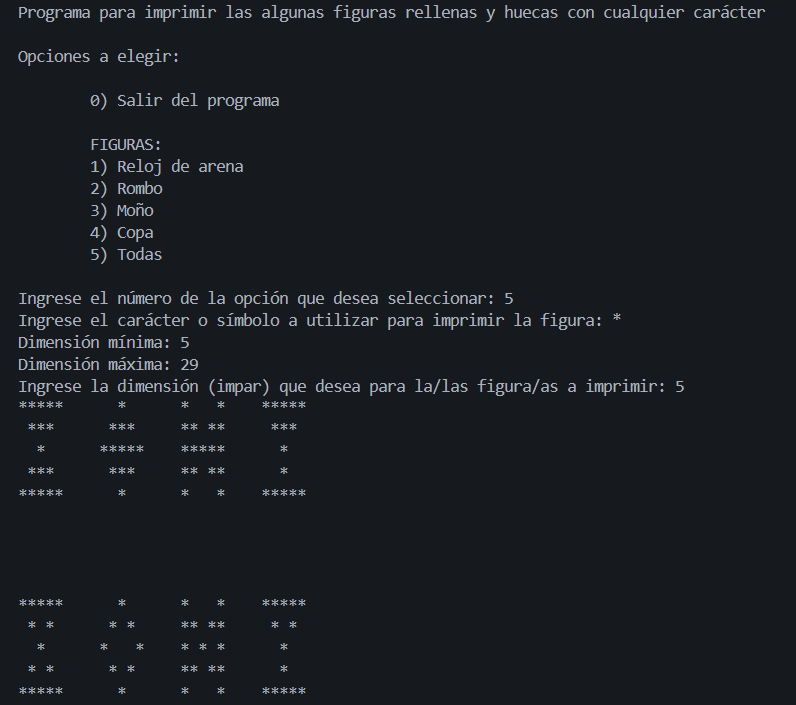 Programa para imprimir las algunas figuras rellenas y huecas con cualquier carácter
Opciones a elegir:
0) Salir del programa
FIGURAS:
1) Reloj de arena
2) Rombo
3) Moño
4) Copa
5) Todas
Ingrese el número de la opción que desea seleccionar: 5
Ingrese el carácter o símbolo a utilizar para imprimir la figura: *
Dimensión mínima: 5
Dimensión máxima: 29
Ingrese la dimensión (impar) que desea para la/las figura/as a imprimir: 5
*****      *      *   *    *****
 ***      ***     ** **     ***
  *      *****    *****      *
 ***      ***     ** **      *
*****      *      *   *    *****
*****      *      *   *    *****
 * *      * *     ** **     * *
  *      *   *    * * *      *
 * *      * *     ** **      *
*****      *      *   *    *****